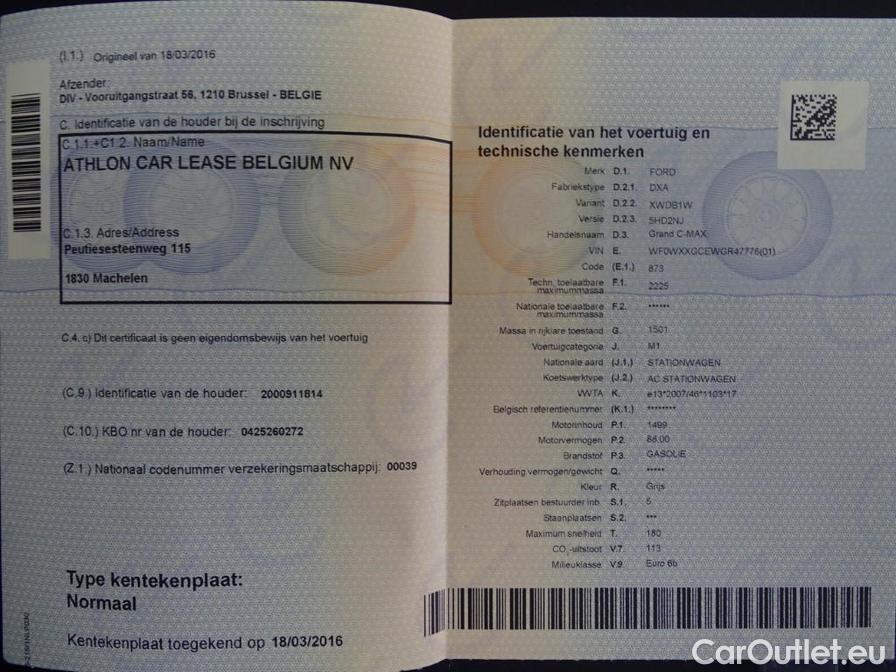 (I.1.) Origineel van 18/03/2016
Afzender:
DIV - Vooruitgangstraat 56, 1210 Brussel - BELGIE
C. Identificatie van de houder bij de inschrijving
C.1.1.+C1.2. Naam/Name
ATHLON CAR LEASE BELGIUM NV
C.1.3. Adres/Address
Peutiesesteenweg 115
1830 Machelen
C.4. c) Dit certificaat is geen eigendomsbewijs van het voertuig
(C.9.) Identificatie van de houder: 2000911814
(C.10.) KBO nr van de houder: 0425260272
(Z.1.) Nationaal codenummer verzekeringsmaatschappij: 00039
Type kentekenplaat:
Normaal
Kentekenplaat toegekend op 18/03/2016
Identificatie van het voertuig en
technische kenmerken
Merk D.1. FORD
Fabriekstype D.2.1. DXA
Variant D.2.2. XWDB1W
Versie D.2.3. 5HD2NJ
Handelsnaam D.3. Grand C-MAX
VIN E. WF0WXXGCEWGR47776(01)
Code (E.1.) 873
Techn. toelaatbare
maximummassa F.1. 2225
Nationale toelaatbare
maximummassa F.2. ******
Massa in rijklare toestand G. 1501
Voertuigcategorie J. M1
Nationale aard (J.1.) STATIONWAGEN
Koetswerktype (J.2.) AC STATIONWAGEN
WVTA K. e13*2007/46*1103*17
Belgisch referentienummer (K.1.) ********
Motorinhoud P.1. 1499
Motorvermogen P.2. 88.00
Brandstof P.3. GASOLIE
Verhouding vermogen/gewicht Q. *****
Kleur R. Grijs
Zitplaatsen bestuurder inb. S.1. 5
Staanplaatsen S.2. ***
Maximum snelheid T. 180
CO₂-uitstoot V.7. 113
Milieuklasse V.9. Euro 6b
CarOutlet.eu